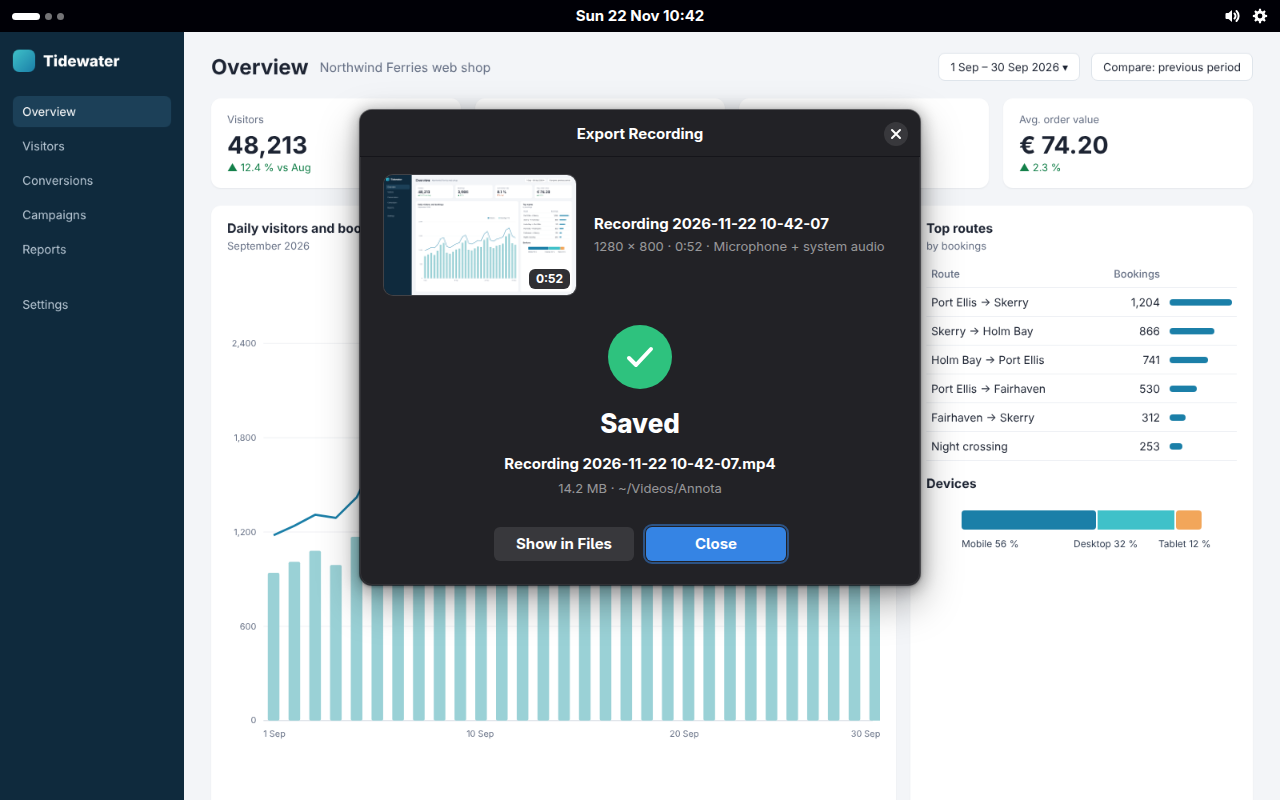 Sun 22 Nov 10:42
Tidewater
Overview
Visitors
Conversions
Campaigns
Reports
Settings
Overview Northwind Ferries web shop
1 Sep – 30 Sep 2026 ▾
Compare: previous period
Visitors
48,213
▲ 12.4 % vs Aug
Avg. order value
€ 74.20
▲ 2.3 %
Export Recording
0:52
Recording 2026-11-22 10-42-07
1280 × 800 · 0:52 · Microphone + system audio
Saved
Recording 2026-11-22 10-42-07.mp4
14.2 MB · ~/Videos/Annota
Show in Files
Close
Daily visitors and boo
September 2026
2,400
1,800
1,200
600
0
1 Sep
10 Sep
20 Sep
30 Sep
Top routes
by bookings
Route Bookings
Port Ellis → Skerry 1,204
Skerry → Holm Bay 866
Holm Bay → Port Ellis 741
Port Ellis → Fairhaven 530
Fairhaven → Skerry 312
Night crossing 253
Devices
Mobile 56 % Desktop 32 % Tablet 12 %